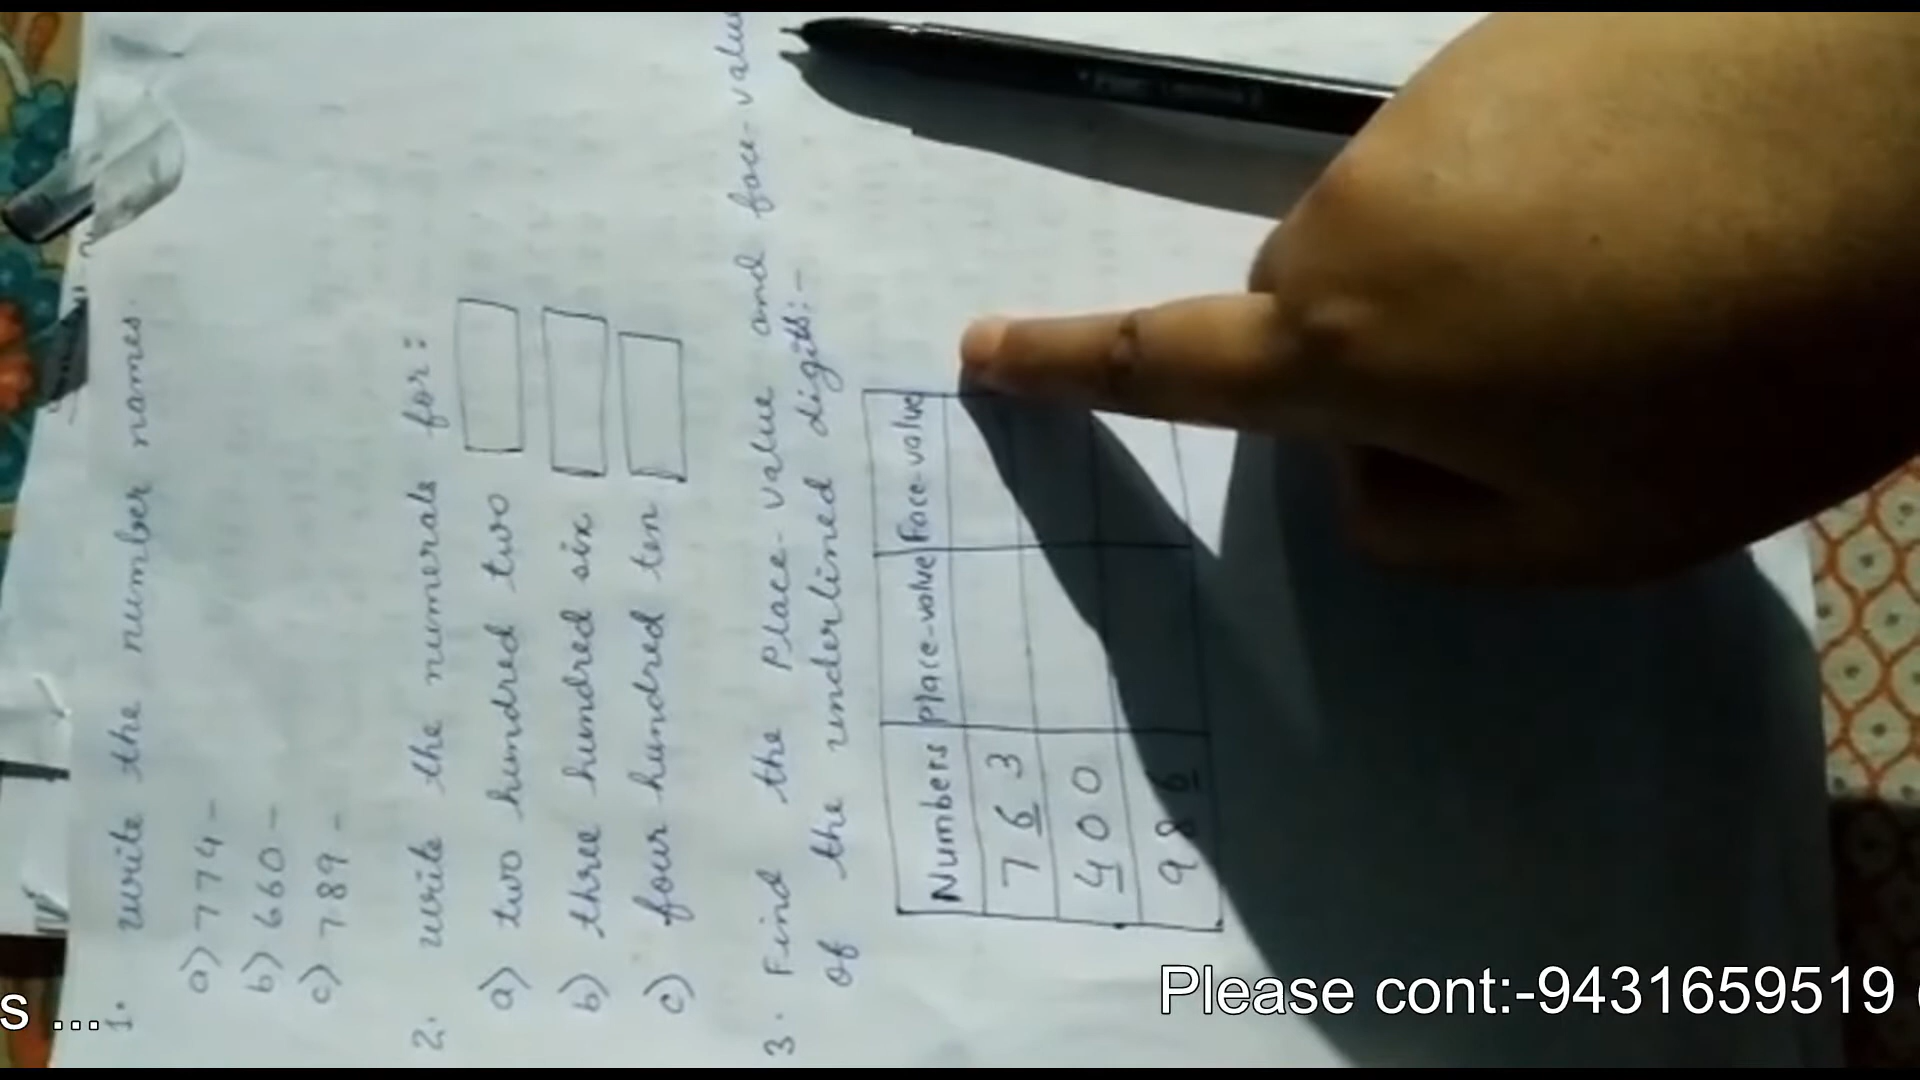 1. write the number names.
a) 774 -
b) 660 -
c) 789 -
2. write the numerals for:
a) two hundred two
b) three hundred six
c) four hundred ten
3. Find the Place-value and face-value
of the underlined digits:-
Numbers Place-value Face-value
763
400
986
s ...
Please cont:-9431659519